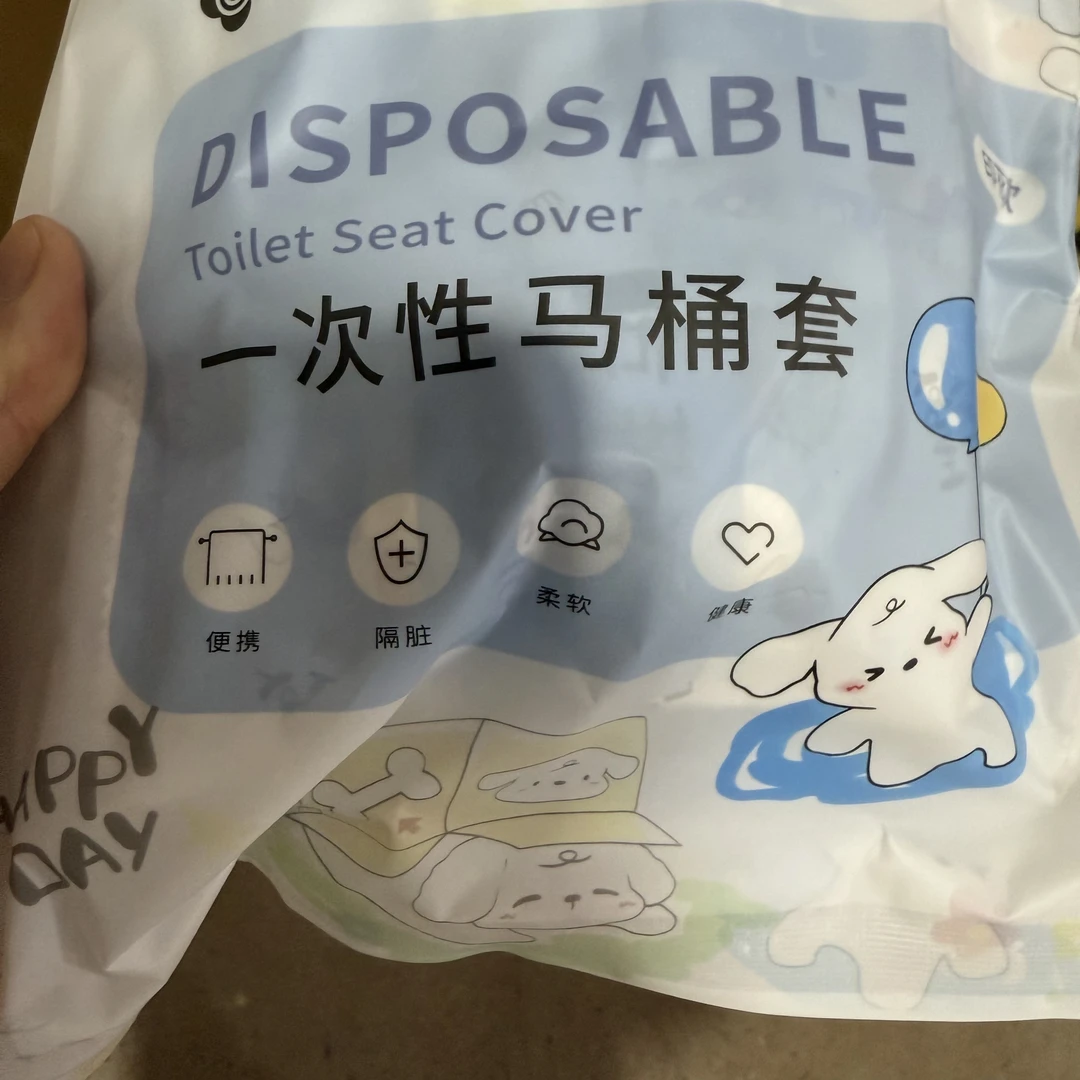 DISPOSABLE
Toilet Seat Cover
一次性马桶套
便携
隔脏
柔软
健康
DAY